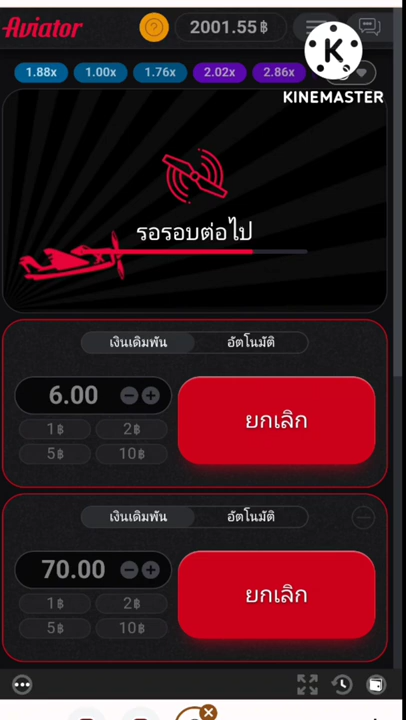 Aviator
?
2001.55฿
1.88x 1.00x 1.76x 2.02x 2.86x
K
KINEMASTER
รอรอบต่อไป
เงินเดิมพัน อัตโนมัติ
6.00
ยกเลิก
1฿ 2฿
5฿ 10฿
เงินเดิมพัน อัตโนมัติ
70.00
ยกเลิก
1฿ 2฿
5฿ 10฿